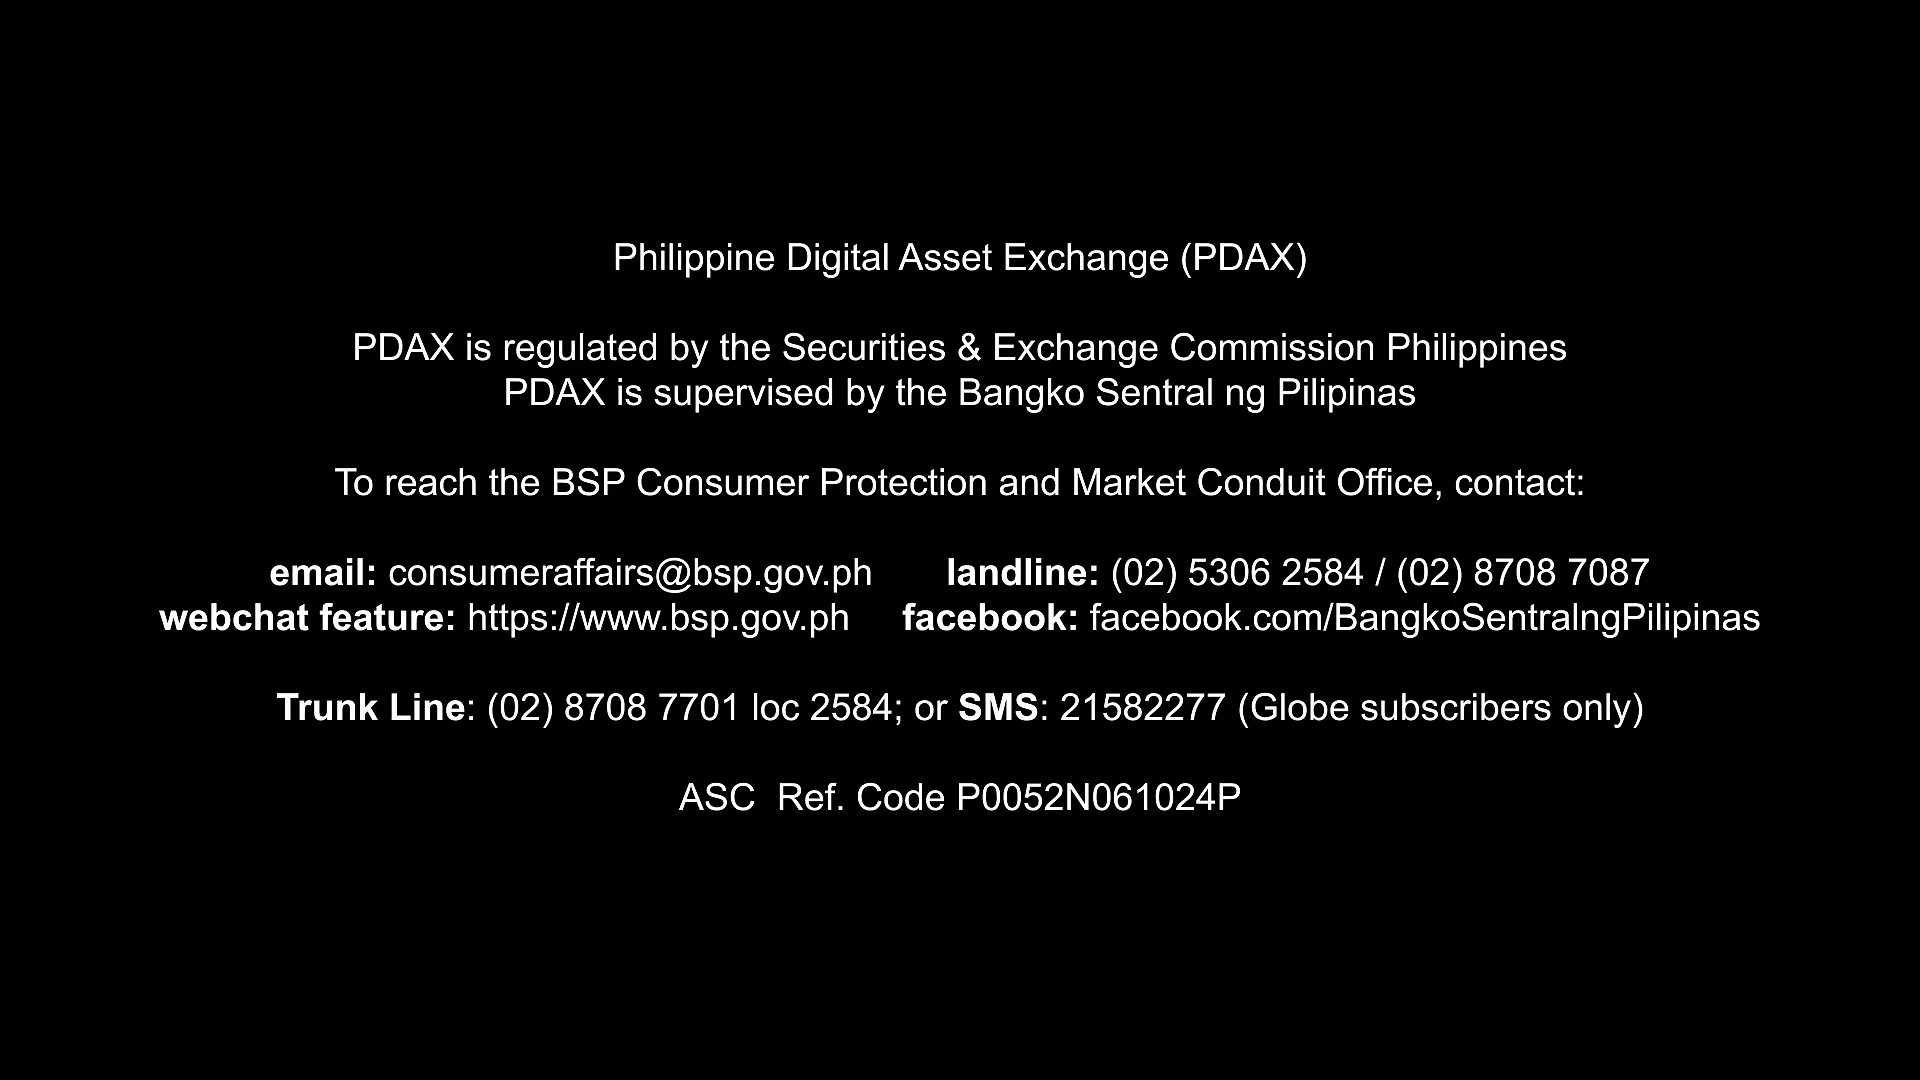 Philippine Digital Asset Exchange (PDAX)
PDAX is regulated by the Securities & Exchange Commission Philippines
PDAX is supervised by the Bangko Sentral ng Pilipinas
To reach the BSP Consumer Protection and Market Conduit Office, contact:
email: consumeraffairs@bsp.gov.ph landline: (02) 5306 2584 / (02) 8708 7087
webchat feature: https://www.bsp.gov.ph facebook: facebook.com/BangkoSentralngPilipinas
Trunk Line: (02) 8708 7701 loc 2584; or SMS: 21582277 (Globe subscribers only)
ASC Ref. Code P0052N061024P